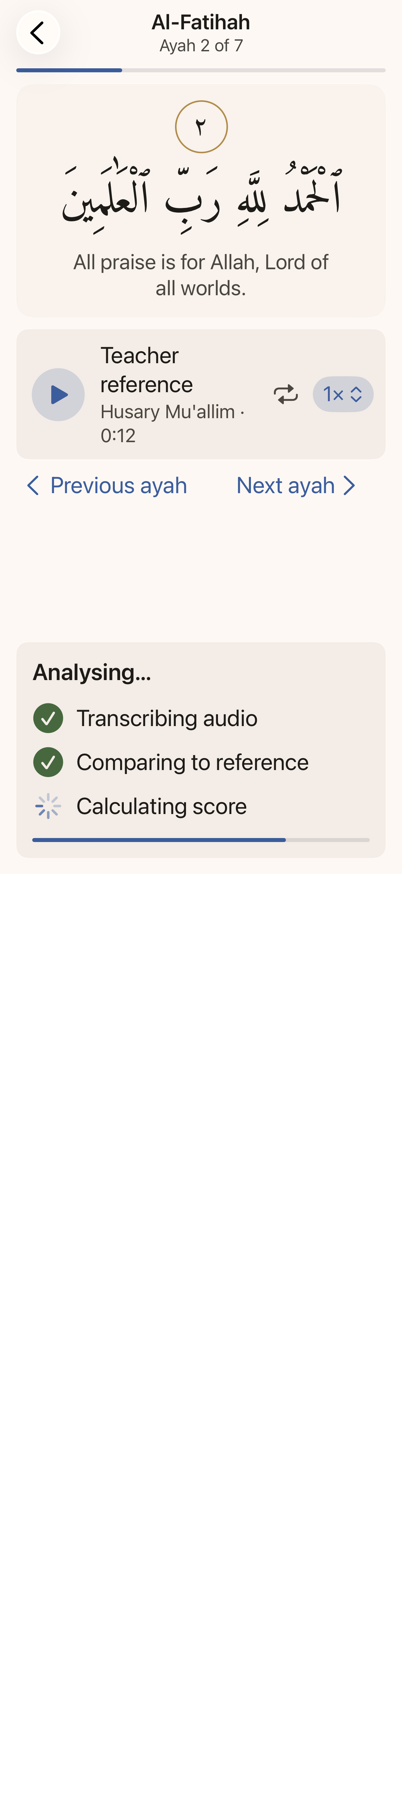 Al-Fatihah
Ayah 2 of 7
٢
ٱلْحَمْدُ لِلَّهِ رَبِّ ٱلْعَٰلَمِينَ
All praise is for Allah, Lord of
all worlds.
Teacher
reference
Husary Mu'allim ·
0:12
1×
Previous ayah
Next ayah
Analysing...
Transcribing audio
Comparing to reference
Calculating score